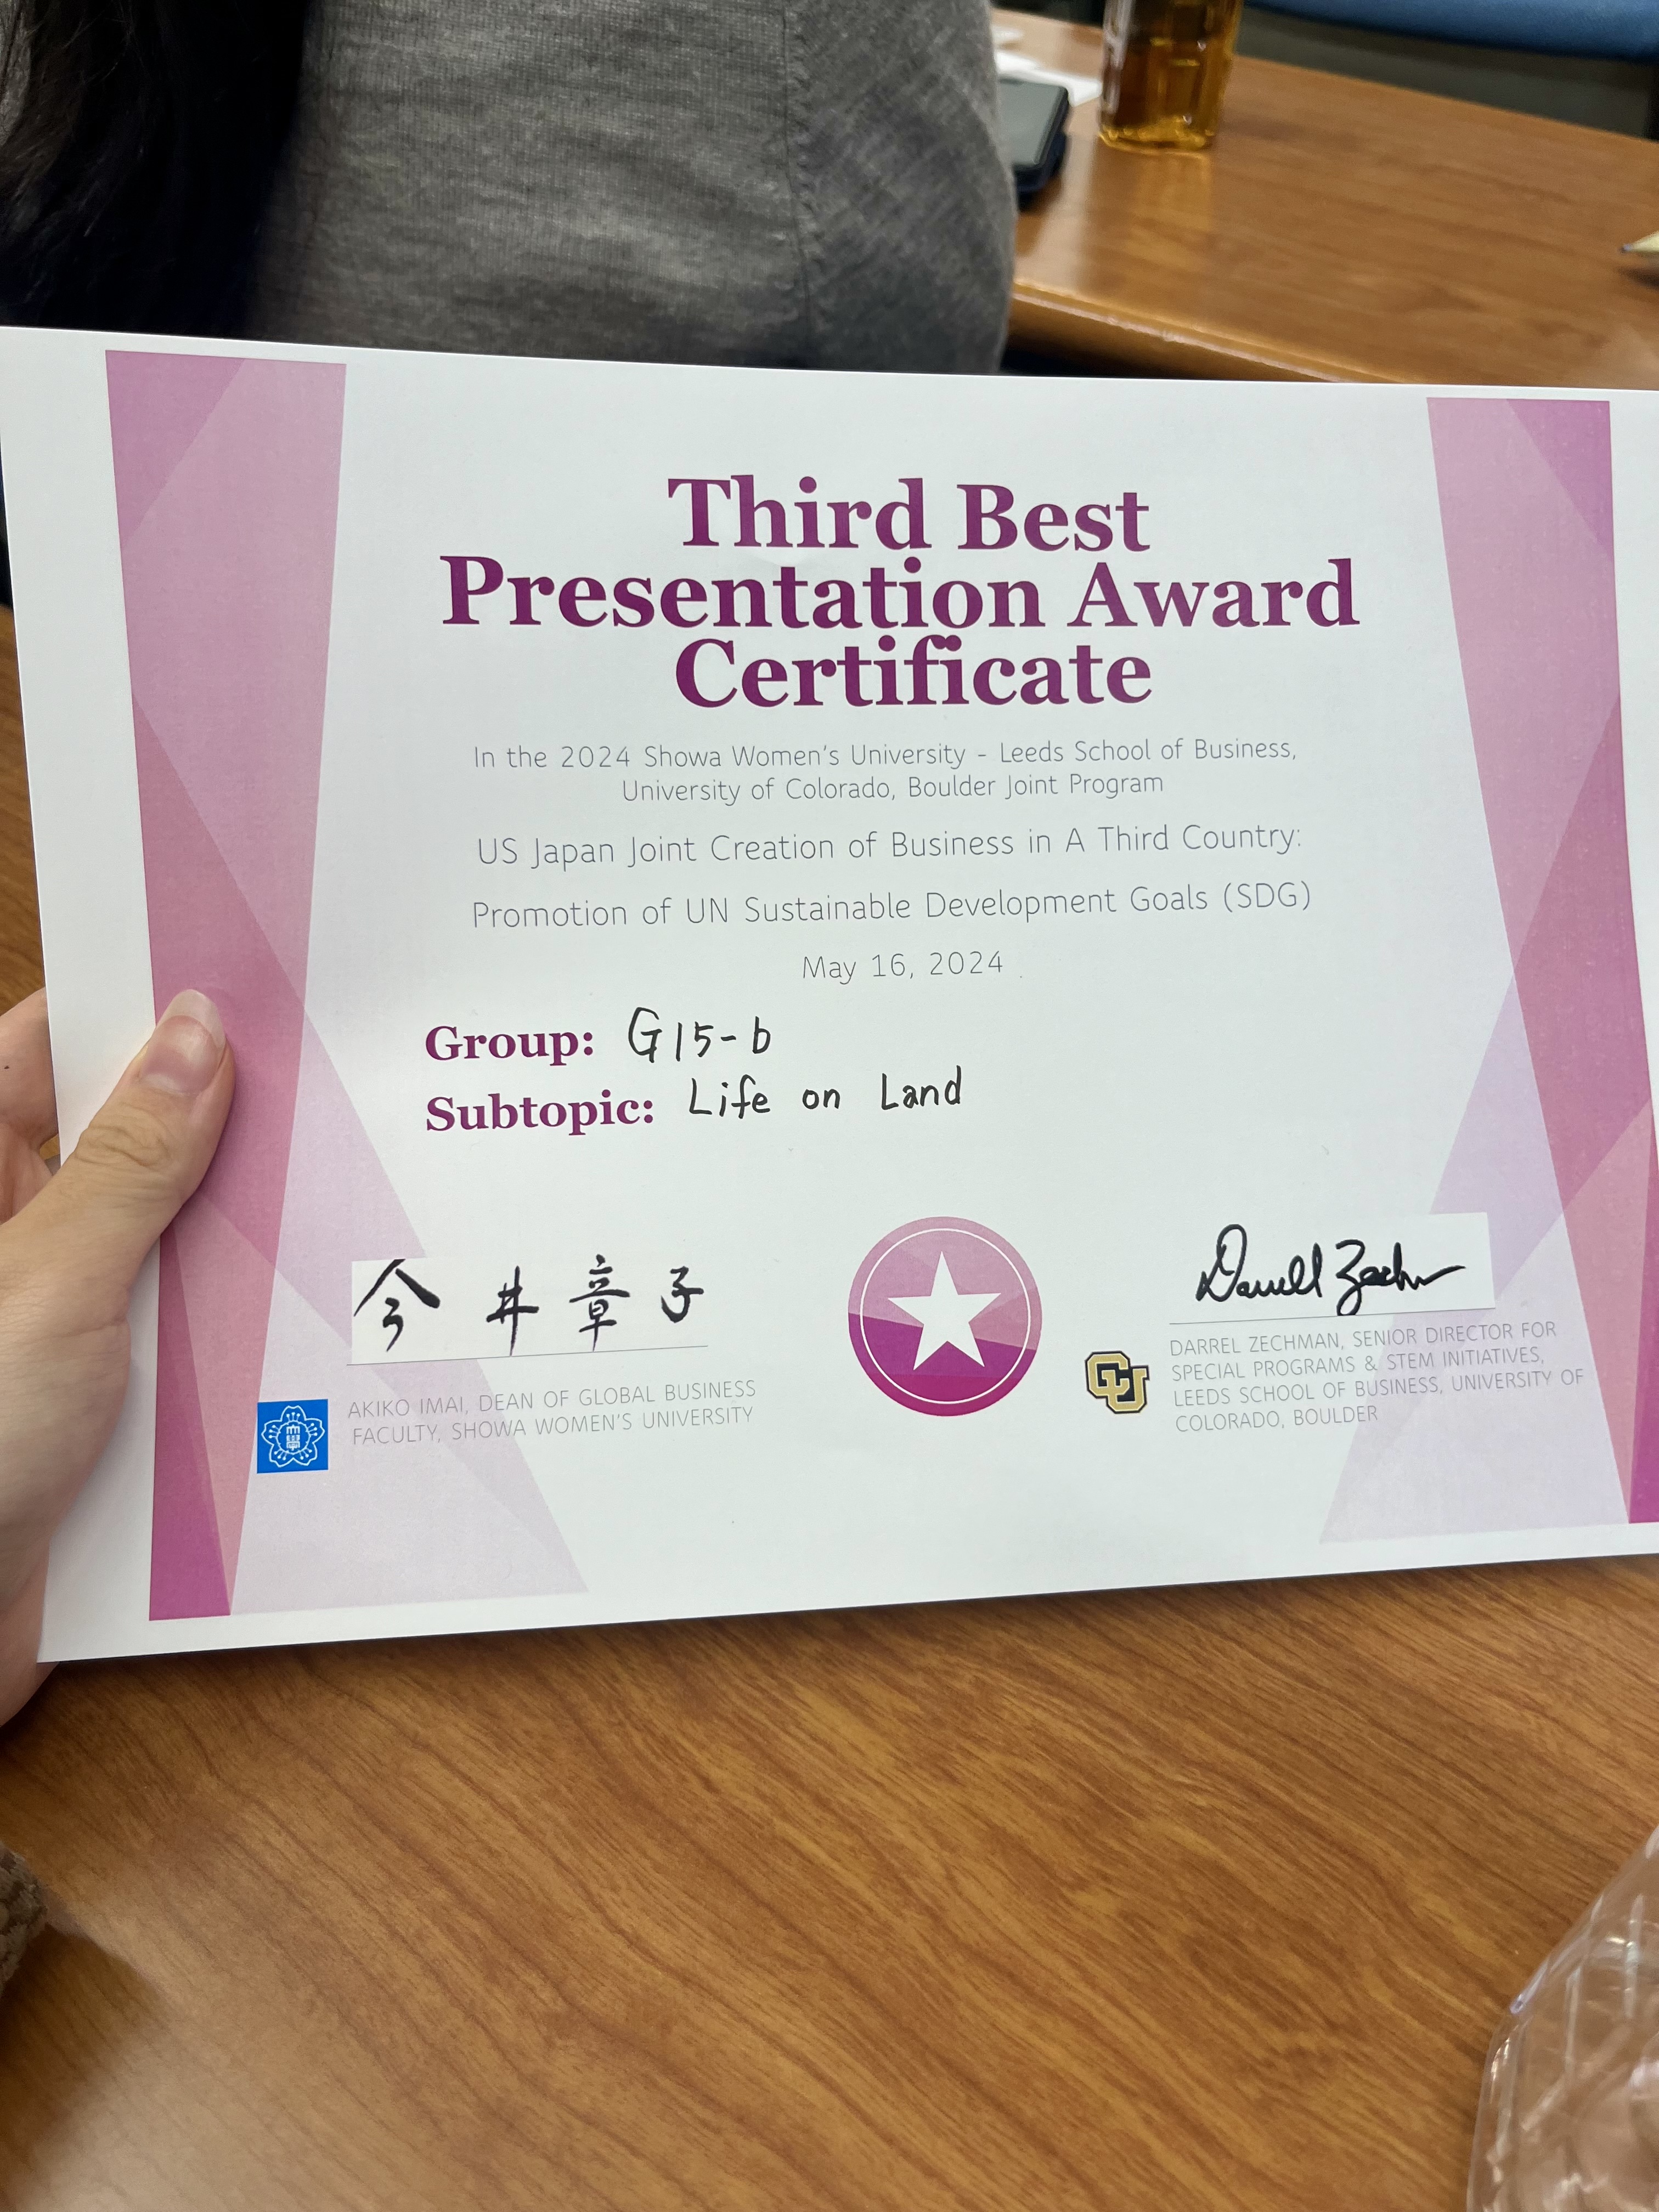 Third Best
Presentation Award
Certificate
In the 2024 Showa Women's University - Leeds School of Business,
University of Colorado, Boulder Joint Program
US Japan Joint Creation of Business in A Third Country:
Promotion of UN Sustainable Development Goals (SDG)
May 16, 2024
Group: G15-b
Subtopic: Life on Land
今井章子
AKIKO IMAI, DEAN OF GLOBAL BUSINESS
FACULTY, SHOWA WOMEN'S UNIVERSITY
Darrell Zechman
CU
DARREL ZECHMAN, SENIOR DIRECTOR FOR
SPECIAL PROGRAMS & STEM INITIATIVES,
LEEDS SCHOOL OF BUSINESS, UNIVERSITY OF
COLORADO, BOULDER